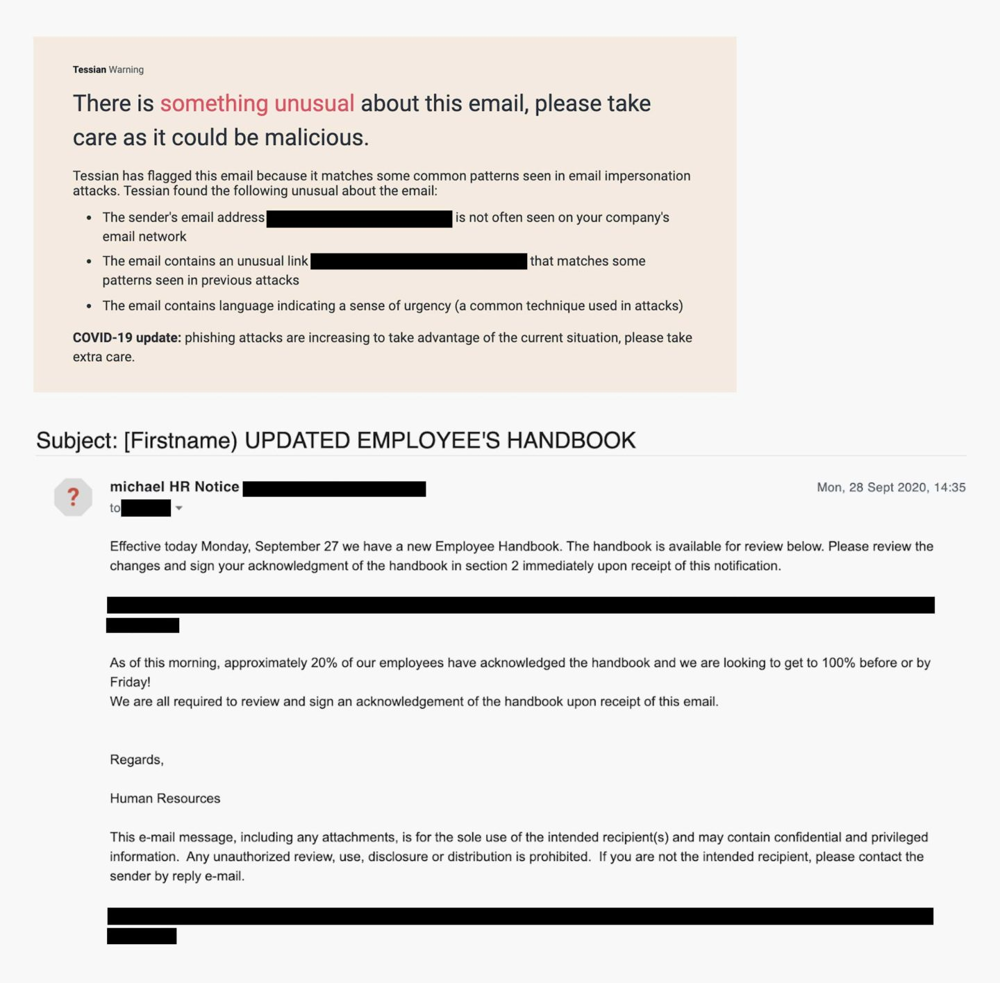 Tessian Warning
There is something unusual about this email, please take
care as it could be malicious.
Tessian has flagged this email because it matches some common patterns seen in email impersonation
attacks. Tessian found the following unusual about the email:
• The sender's email address is not often seen on your company's
email network
• The email contains an unusual link that matches some
patterns seen in previous attacks
• The email contains language indicating a sense of urgency (a common technique used in attacks)
COVID-19 update: phishing attacks are increasing to take advantage of the current situation, please take
extra care.
Subject: [Firstname) UPDATED EMPLOYEE'S HANDBOOK
?
michael HR Notice
Mon, 28 Sept 2020, 14:35
to
Effective today Monday, September 27 we have a new Employee Handbook. The handbook is available for review below. Please review the
changes and sign your acknowledgment of the handbook in section 2 immediately upon receipt of this notification.
As of this morning, approximately 20% of our employees have acknowledged the handbook and we are looking to get to 100% before or by
Friday!
We are all required to review and sign an acknowledgement of the handbook upon receipt of this email.
Regards,
Human Resources
This e-mail message, including any attachments, is for the sole use of the intended recipient(s) and may contain confidential and privileged
information.  Any unauthorized review, use, disclosure or distribution is prohibited.  If you are not the intended recipient, please contact the
sender by reply e-mail.